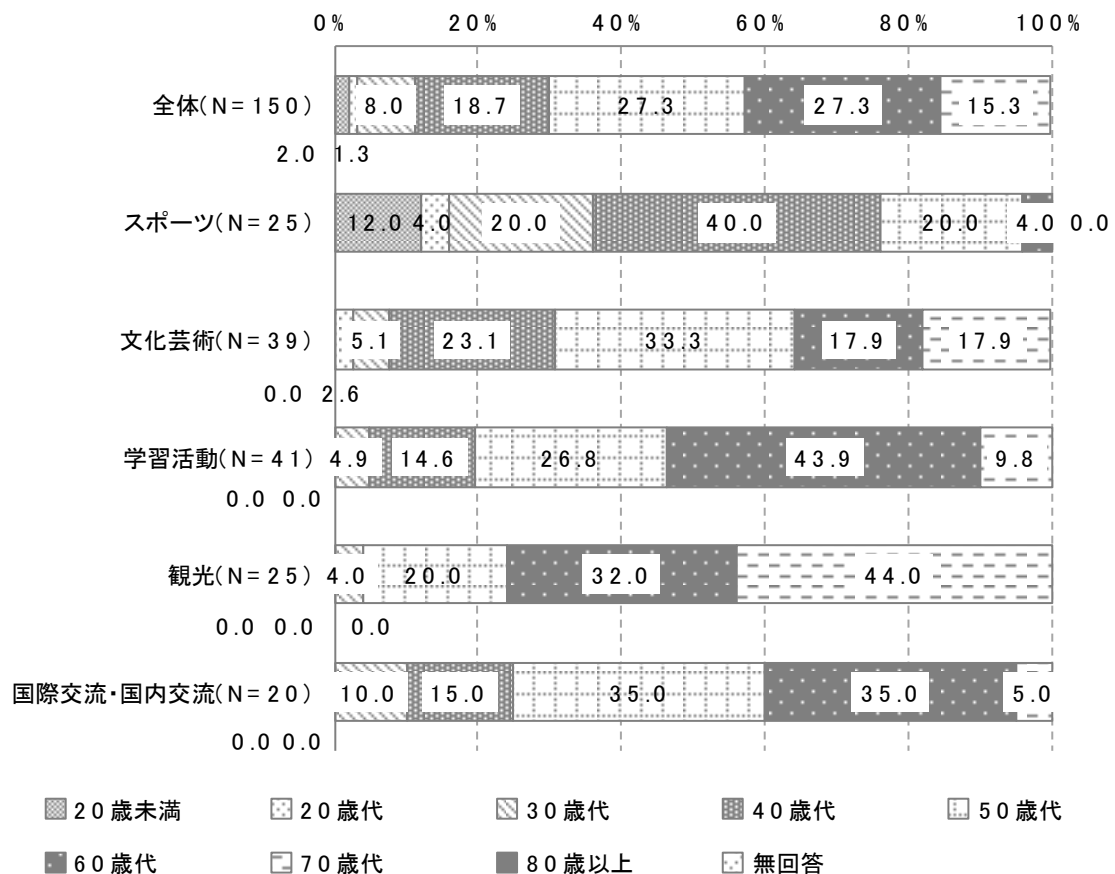 0% 20% 40% 60% 80% 100%
全体(N=150) 8.0 18.7 27.3 27.3 15.3
2.0 1.3
スポーツ(N=25) 12.0 4.0 20.0 40.0 20.0 4.0 0.0
文化芸術(N=39) 5.1 23.1 33.3 17.9 17.9
0.0 2.6
学習活動(N=41) 4.9 14.6 26.8 43.9 9.8
0.0 0.0
観光(N=25) 4.0 20.0 32.0 44.0
0.0 0.0 0.0
国際交流・国内交流(N=20) 10.0 15.0 35.0 35.0 5.0
0.0 0.0
20歳未満 20歳代 30歳代 40歳代 50歳代
60歳代 70歳代 80歳以上 無回答